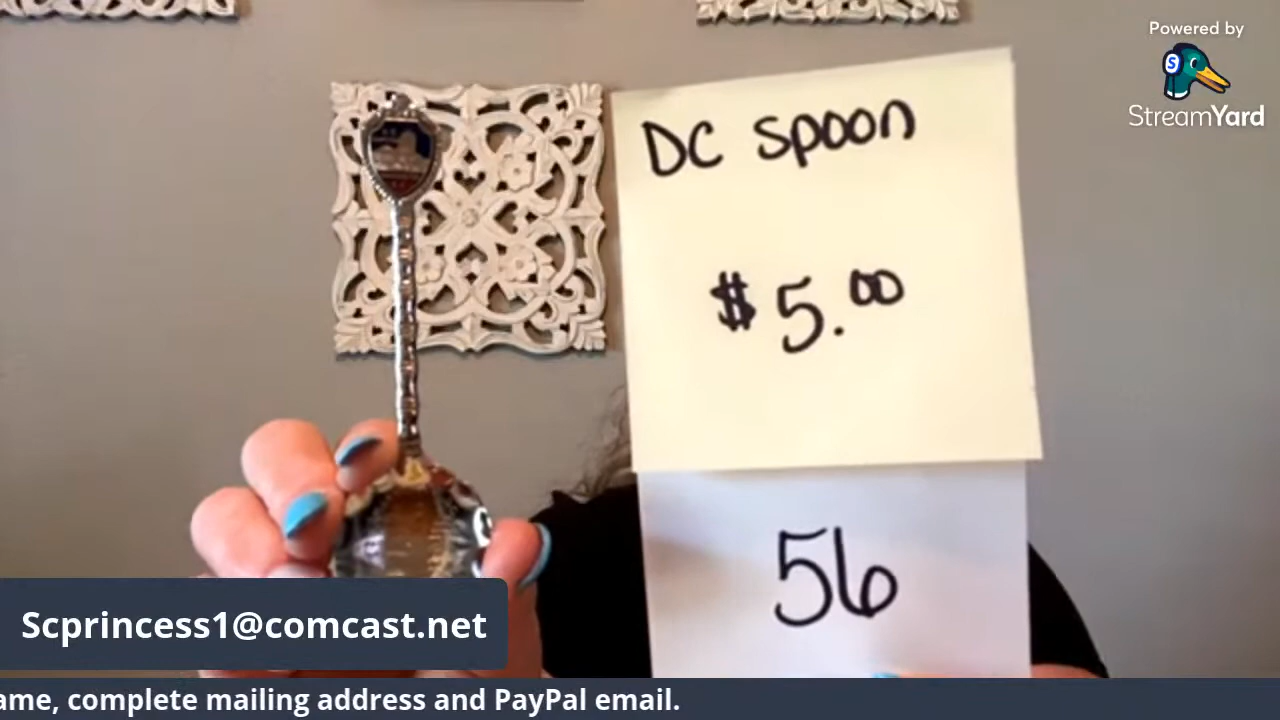 Powered by
StreamYard
DC spoon
$5.00
56
Scprincess1@comcast.net
ame, complete mailing address and PayPal email.